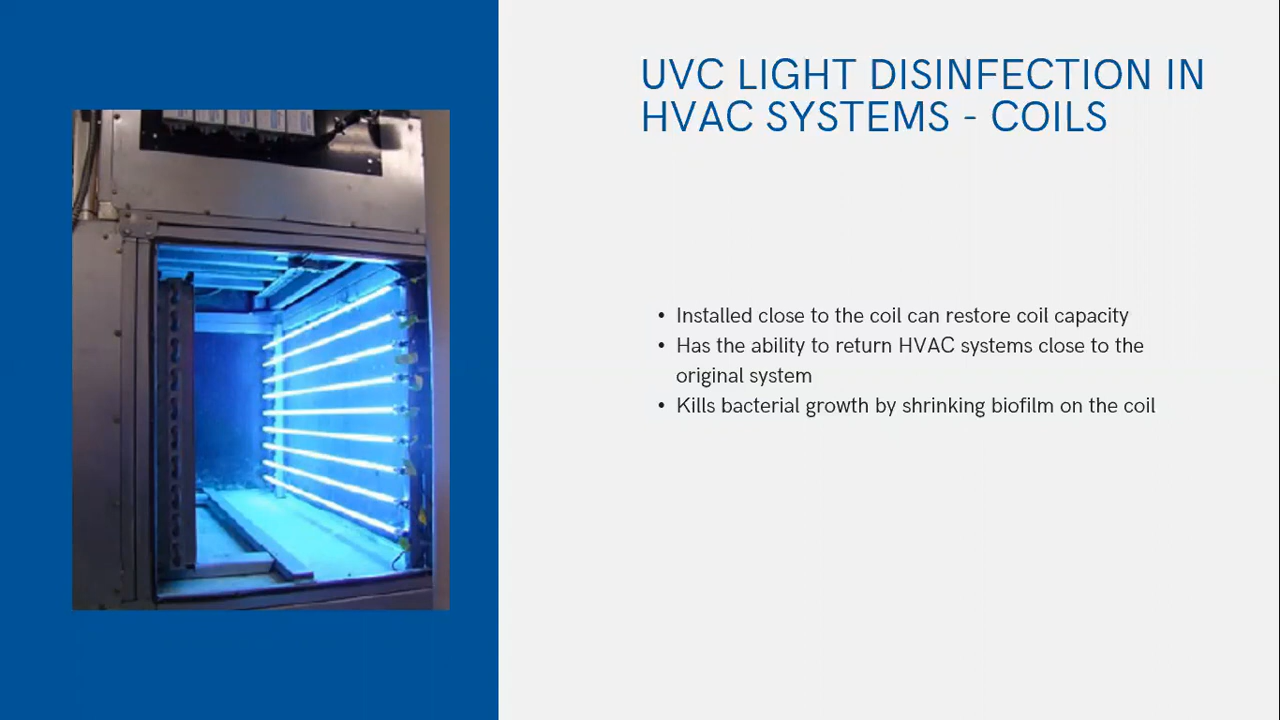 UVC LIGHT DISINFECTION IN
HVAC SYSTEMS - COILS
• Installed close to the coil can restore coil capacity
• Has the ability to return HVAC systems close to the
original system
• Kills bacterial growth by shrinking biofilm on the coil